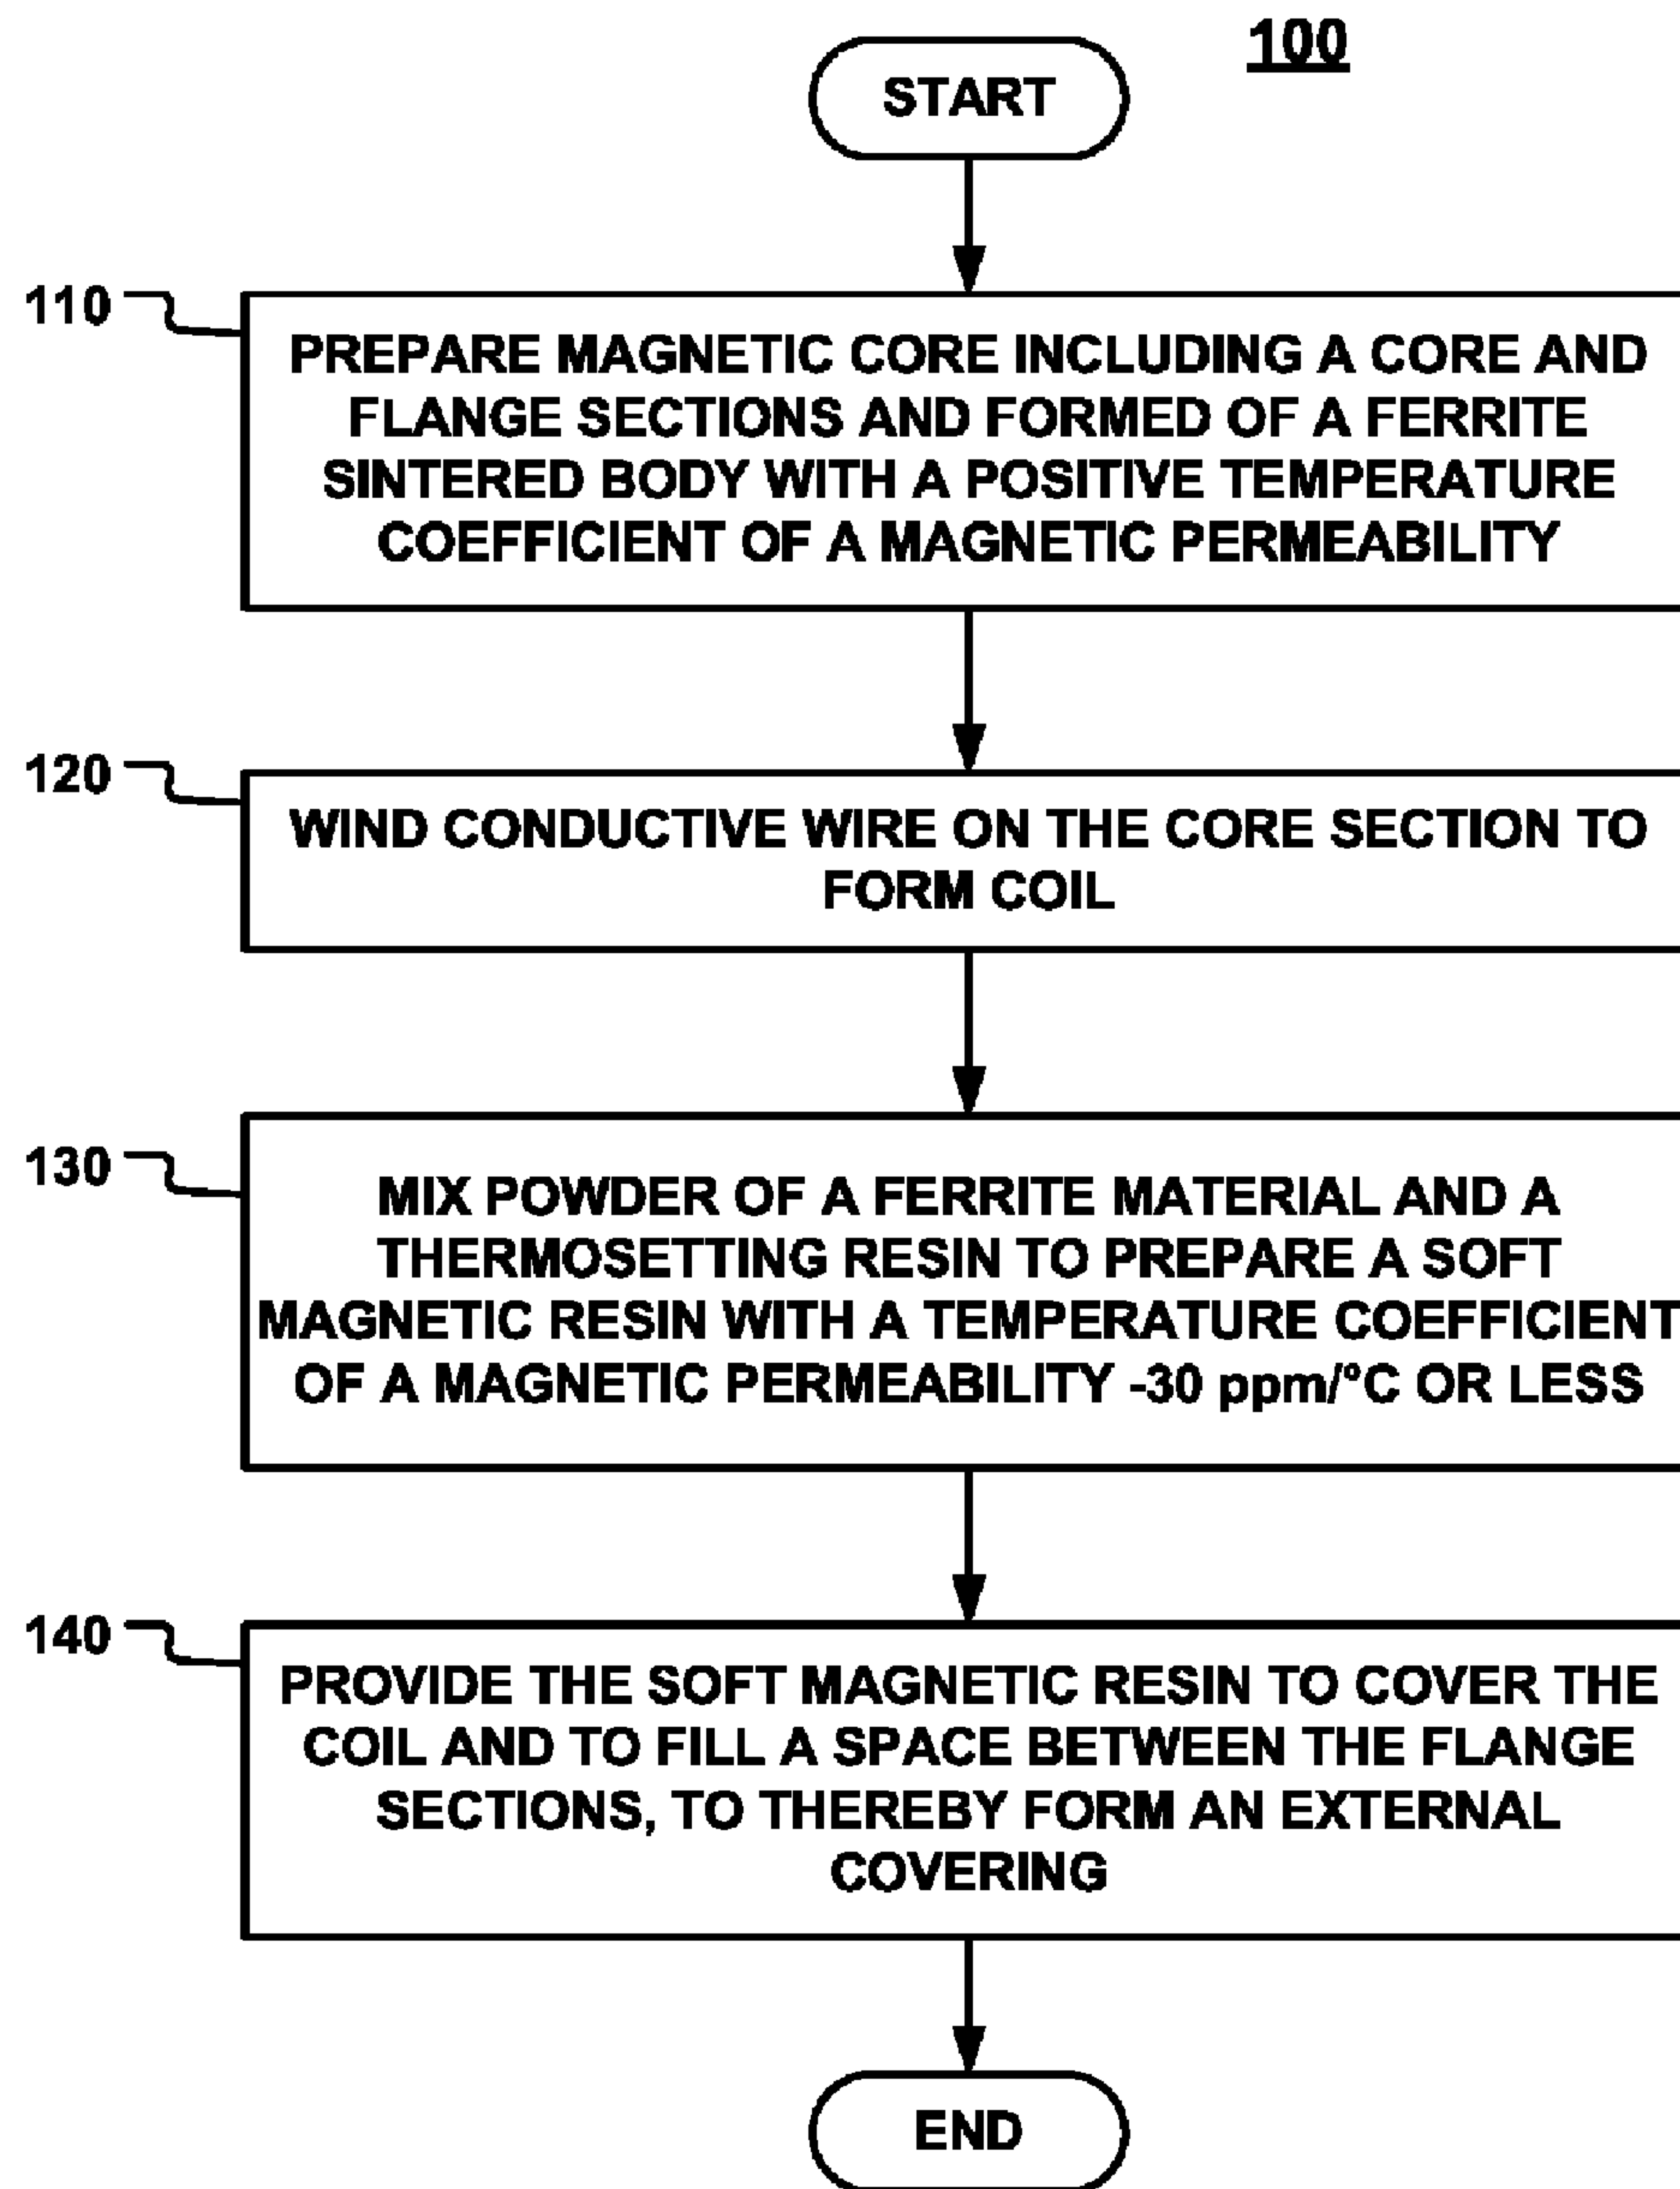 100
START
110
PREPARE MAGNETIC CORE INCLUDING A CORE AND
FLANGE SECTIONS AND FORMED OF A FERRITE
SINTERED BODY WITH A POSITIVE TEMPERATURE
COEFFICIENT OF A MAGNETIC PERMEABILITY
120
WIND CONDUCTIVE WIRE ON THE CORE SECTION TO
FORM COIL
130
MIX POWDER OF A FERRITE MATERIAL AND A
THERMOSETTING RESIN TO PREPARE A SOFT
MAGNETIC RESIN WITH A TEMPERATURE COEFFICIENT
OF A MAGNETIC PERMEABILITY -30 ppm/°C OR LESS
140
PROVIDE THE SOFT MAGNETIC RESIN TO COVER THE
COIL AND TO FILL A SPACE BETWEEN THE FLANGE
SECTIONS, TO THEREBY FORM AN EXTERNAL
COVERING
END